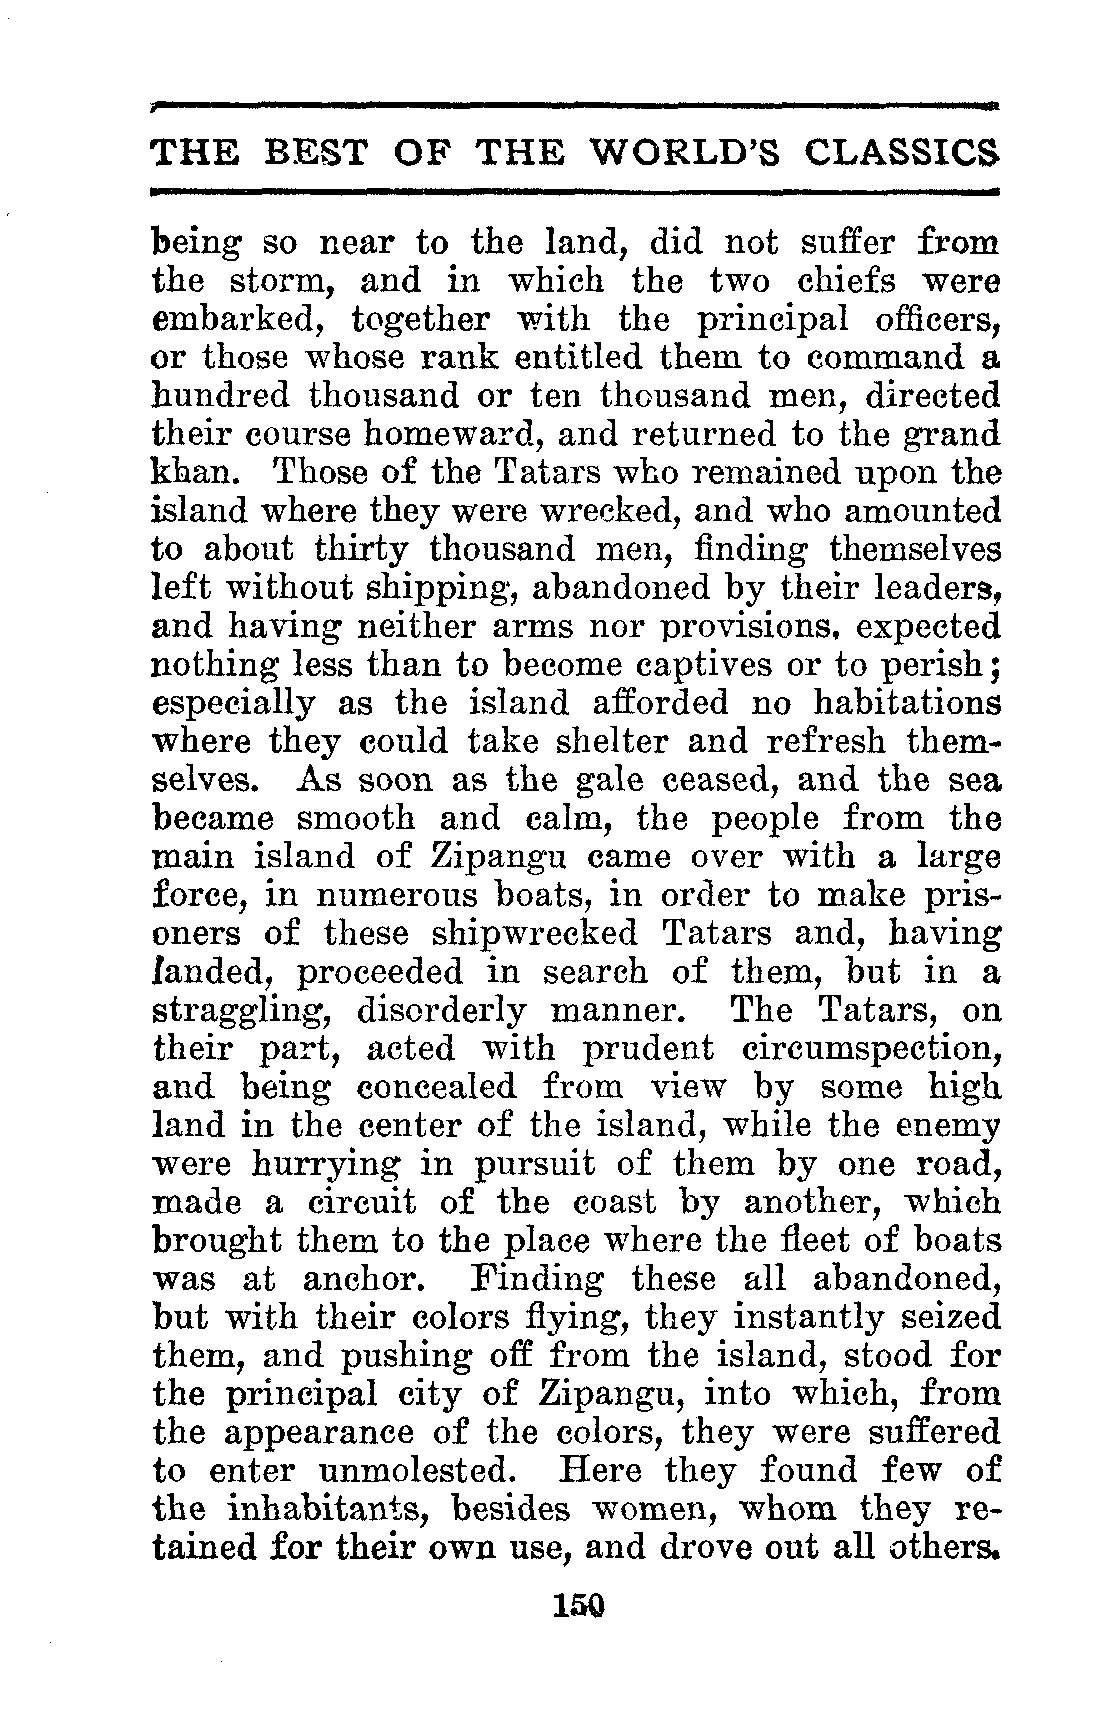 THE BEST OF THE WORLD'S CLASSICS
being so near to the land, did not suffer from
the storm, and in which the two chiefs were
embarked, together with the principal officers,
or those whose rank entitled them to command a
hundred thousand or ten thousand men, directed
their course homeward, and returned to the grand
khan. Those of the Tatars who remained upon the
island where they were wrecked, and who amounted
to about thirty thousand men, finding themselves
left without shipping, abandoned by their leaders,
and having neither arms nor provisions, expected
nothing less than to become captives or to perish;
especially as the island afforded no habitations
where they could take shelter and refresh them-
selves. As soon as the gale ceased, and the sea
became smooth and calm, the people from the
main island of Zipangu came over with a large
force, in numerous boats, in order to make pris-
oners of these shipwrecked Tatars and, having
landed, proceeded in search of them, but in a
straggling, disorderly manner. The Tatars, on
their part, acted with prudent circumspection,
and being concealed from view by some high
land in the center of the island, while the enemy
were hurrying in pursuit of them by one road,
made a circuit of the coast by another, which
brought them to the place where the fleet of boats
was at anchor. Finding these all abandoned,
but with their colors flying, they instantly seized
them, and pushing off from the island, stood for
the principal city of Zipangu, into which, from
the appearance of the colors, they were suffered
to enter unmolested. Here they found few of
the inhabitants, besides women, whom they re-
tained for their own use, and drove out all others.
150